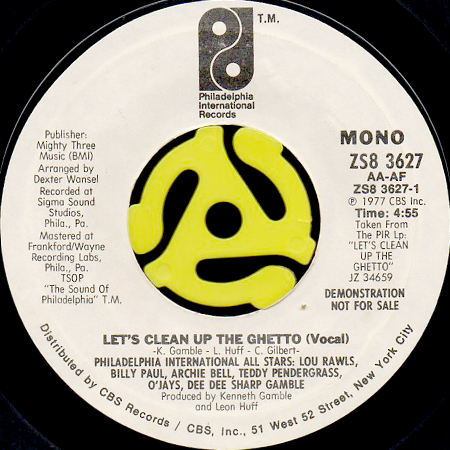 T.M.
Philadelphia
International
Records
Publisher:
Mighty Three
Music (BMI)
Arranged by
Dexter Wansel
Recorded at
Sigma Sound
Studios,
Phila., Pa.
Mastered at
Frankford/Wayne
Recording Labs,
Phila., Pa.
TSOP
"The Sound Of
Philadelphia" T.M.
MONO
ZS8 3627
AA-AF
ZS8 3627-1
℗ 1977 CBS Inc.
Time: 4:55
Taken From
The PIR Lp:
"LET'S CLEAN
UP THE
GHETTO"
JZ 34659
DEMONSTRATION
NOT FOR SALE
LET'S CLEAN UP THE GHETTO (Vocal)
-K. Gamble- L. Huff - C. Gilbert-
PHILADELPHIA INTERNATIONAL ALL STARS: LOU RAWLS,
BILLY PAUL, ARCHIE BELL, TEDDY PENDERGRASS,
O'JAYS, DEE DEE SHARP GAMBLE
Produced by Kenneth Gamble
and Leon Huff
Distributed by CBS Records / CBS, Inc., 51 West 52 Street, New York City